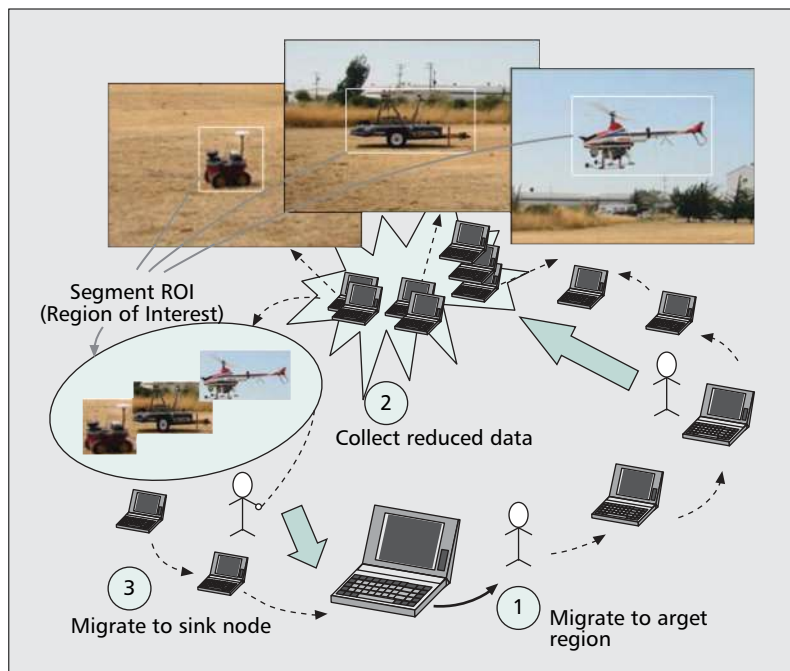 Segment ROI
(Region of Interest)
2
Collect reduced data
3
Migrate to sink node
1
Migrate to arget
region